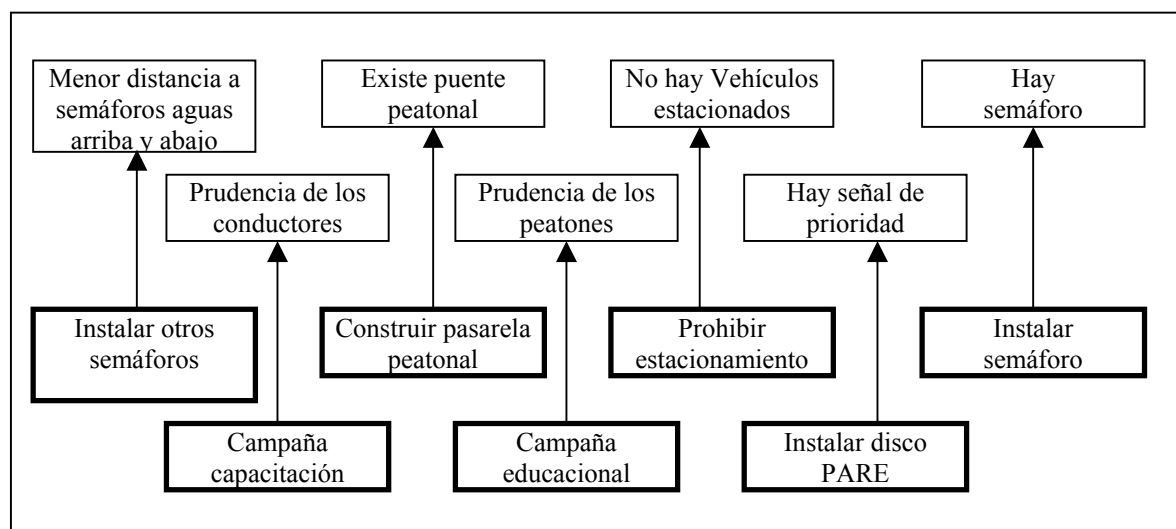 Menor distancia a
semáforos aguas
arriba y abajo
Existe puente
peatonal
No hay Vehículos
estacionados
Hay
semáforo
Prudencia de los
conductores
Prudencia de los
peatones
Hay señal de
prioridad
Instalar otros
semáforos
Construir pasarela
peatonal
Prohibir
estacionamiento
Instalar
semáforo
Campaña
capacitación
Campaña
educacional
Instalar disco
PARE